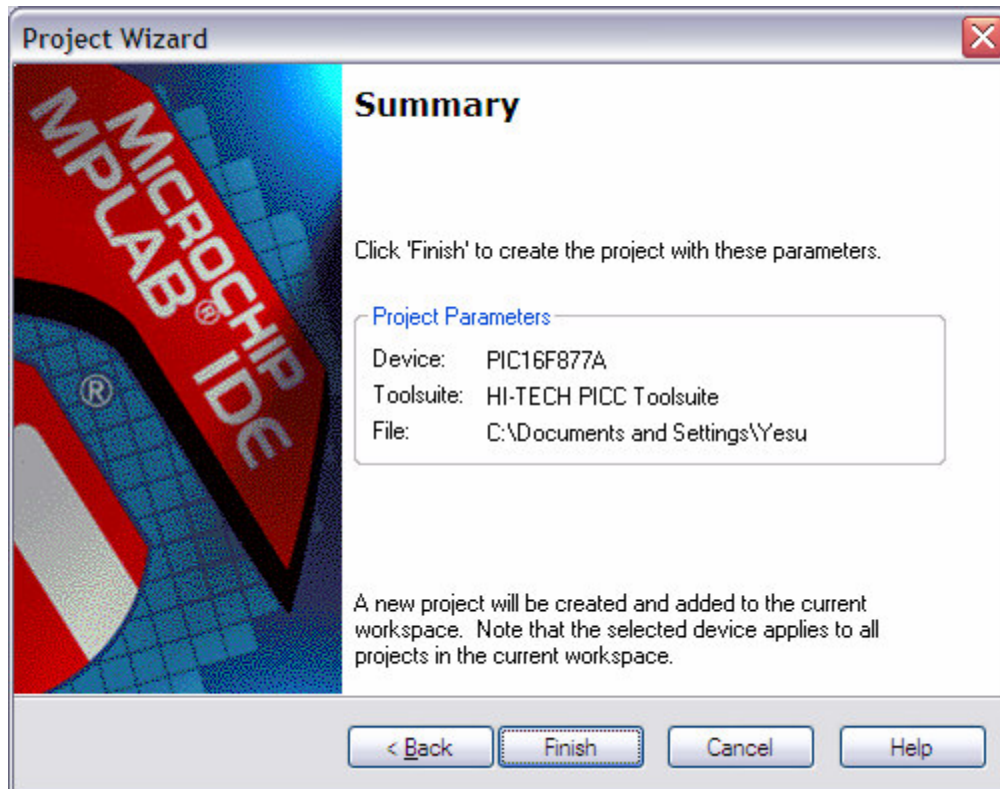 Project Wizard
MICROCHIP
MPLAB® IDE
®
Summary
Click 'Finish' to create the project with these parameters.
Project Parameters
Device: PIC16F877A
Toolsuite: HI-TECH PICC Toolsuite
File: C:\Documents and Settings\Yesu
A new project will be created and added to the current
workspace. Note that the selected device applies to all
projects in the current workspace.
< Back Finish Cancel Help